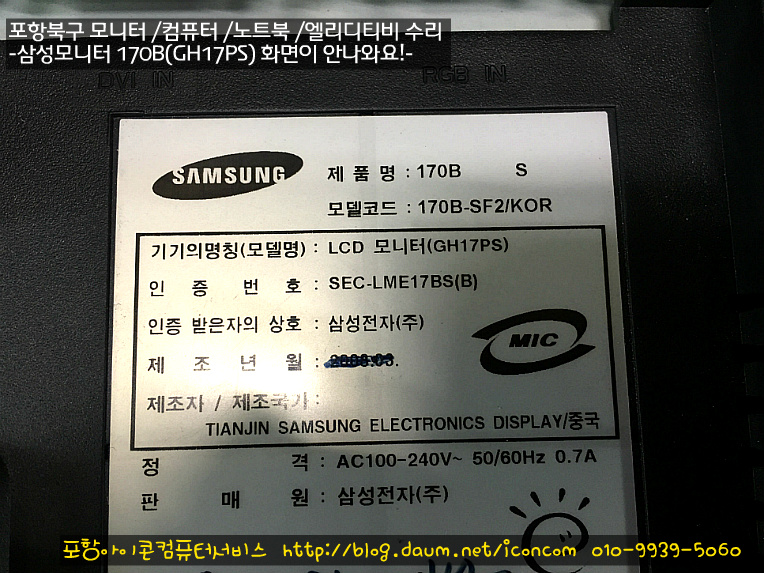 포항북구 모니터 /컴퓨터 /노트북 /엘리디티비 수리
-삼성모니터 170B(GH17PS) 화면이 안나와요!-
DVI IN RGB IN
SAMSUNG
제 품 명 : 170B S
모델코드 : 170B-SF2/KOR
기기의명칭(모델명) : LCD 모니터(GH17PS)
인 증 번 호 : SEC-LME17BS(B)
인증 받은자의 상호 : 삼성전자(주)
MIC
제 조 년 월 :
제조자 / 제조국가 :
TIANJIN SAMSUNG ELECTRONICS DISPLAY/중국
정 격 : AC100-240V~ 50/60Hz 0.7A
판 매 원 : 삼성전자(주)
포항아이콘컴퓨터서비스 http://blog.daum.net/iconcom 010-9939-5060